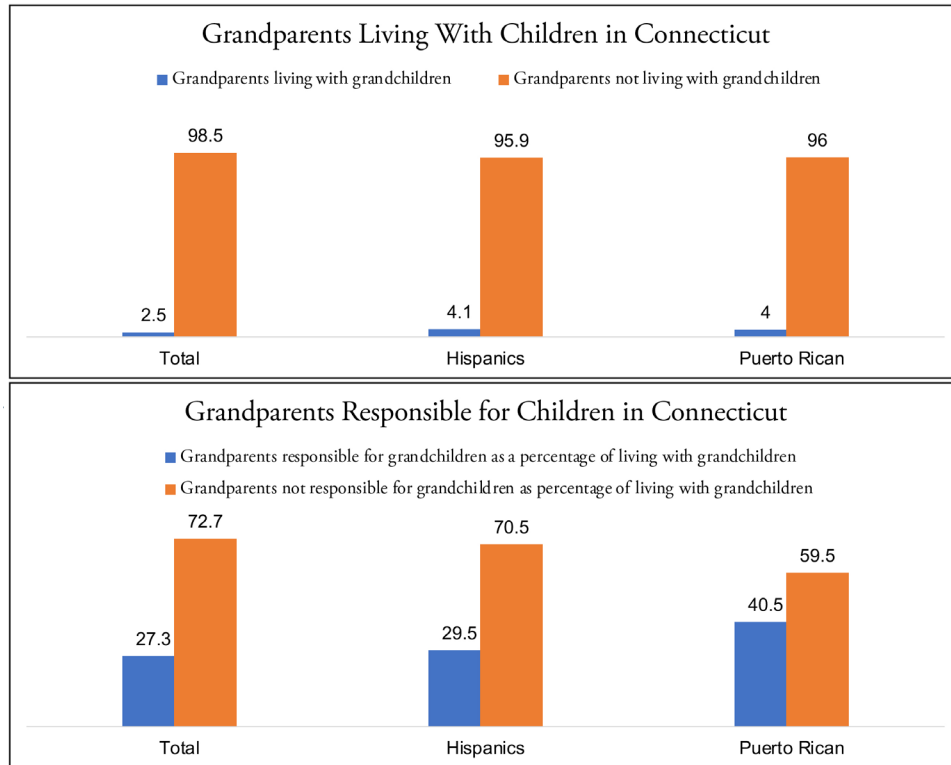 Grandparents Living With Children in Connecticut
Grandparents living with grandchildren Grandparents not living with grandchildren
98.5 95.9 96
2.5 4.1 4
Total Hispanics Puerto Rican
Grandparents Responsible for Children in Connecticut
Grandparents responsible for grandchildren as a percentage of living with grandchildren
Grandparents not responsible for grandchildren as percentage of living with grandchildren
72.7 70.5 59.5
27.3 29.5 40.5
Total Hispanics Puerto Rican